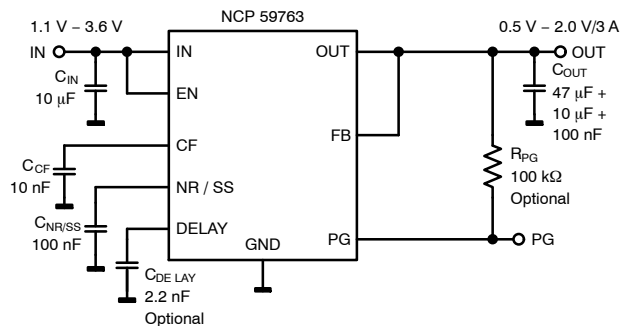 NCP 59763
1.1 V – 3.6 V
0.5 V – 2.0 V/3 A
IN
IN
OUT
OUT
CIN
10 μF
EN
COUT
47 μF +
10 μF +
100 nF
FB
CF
CCF
10 nF
RPG
100 kΩ
Optional
NR / SS
CNR/SS
100 nF
DELAY
GND
PG
PG
CDE LAY
2.2 nF
Optional